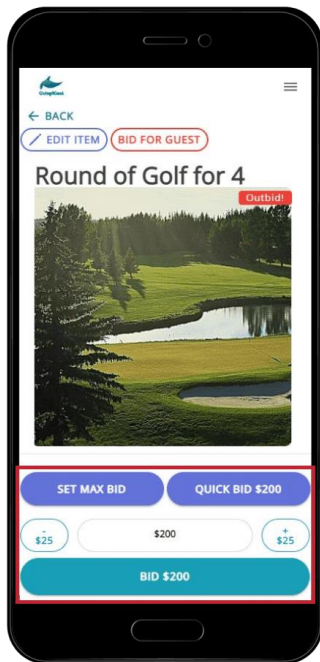 GivingGiant
← BACK
EDIT ITEM BID FOR GUEST
Round of Golf for 4
Outbid!
SET MAX BID QUICK BID $200
- $25 $200 + $25
BID $200